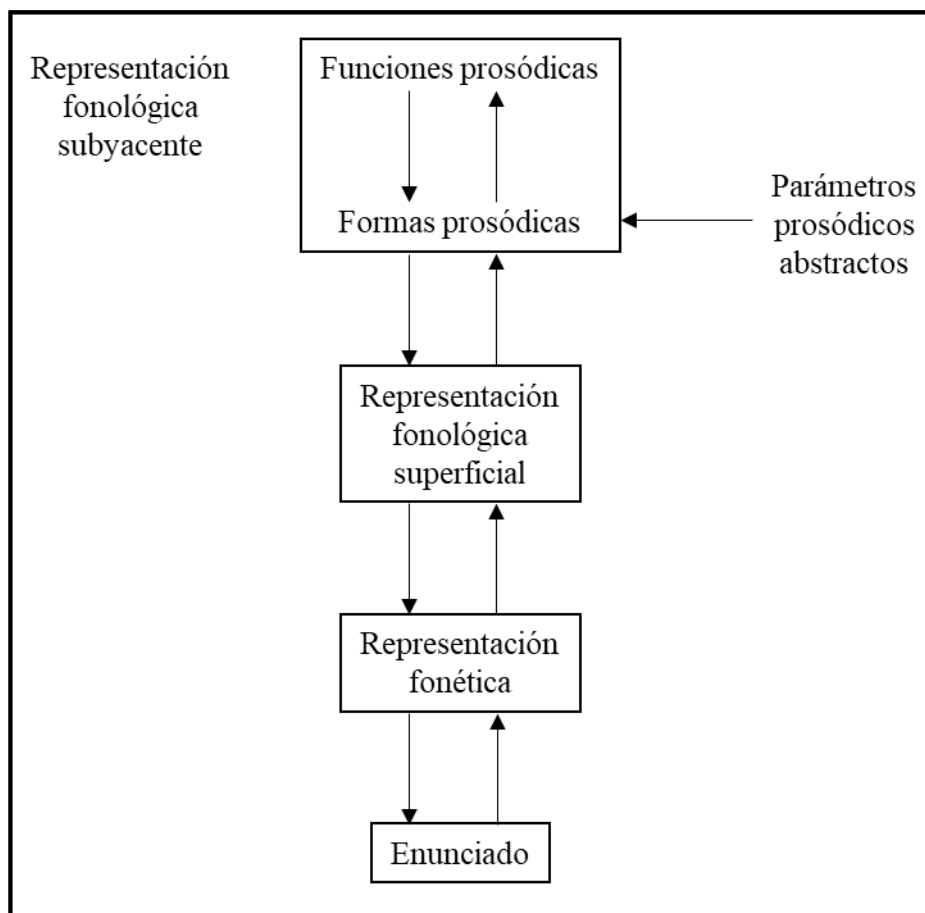 Representación
fonológica
subyacente
Funciones prosódicas
Formas prosódicas
Parámetros
prosódicos
abstractos
Representación
fonológica
superficial
Representación
fonética
Enunciado